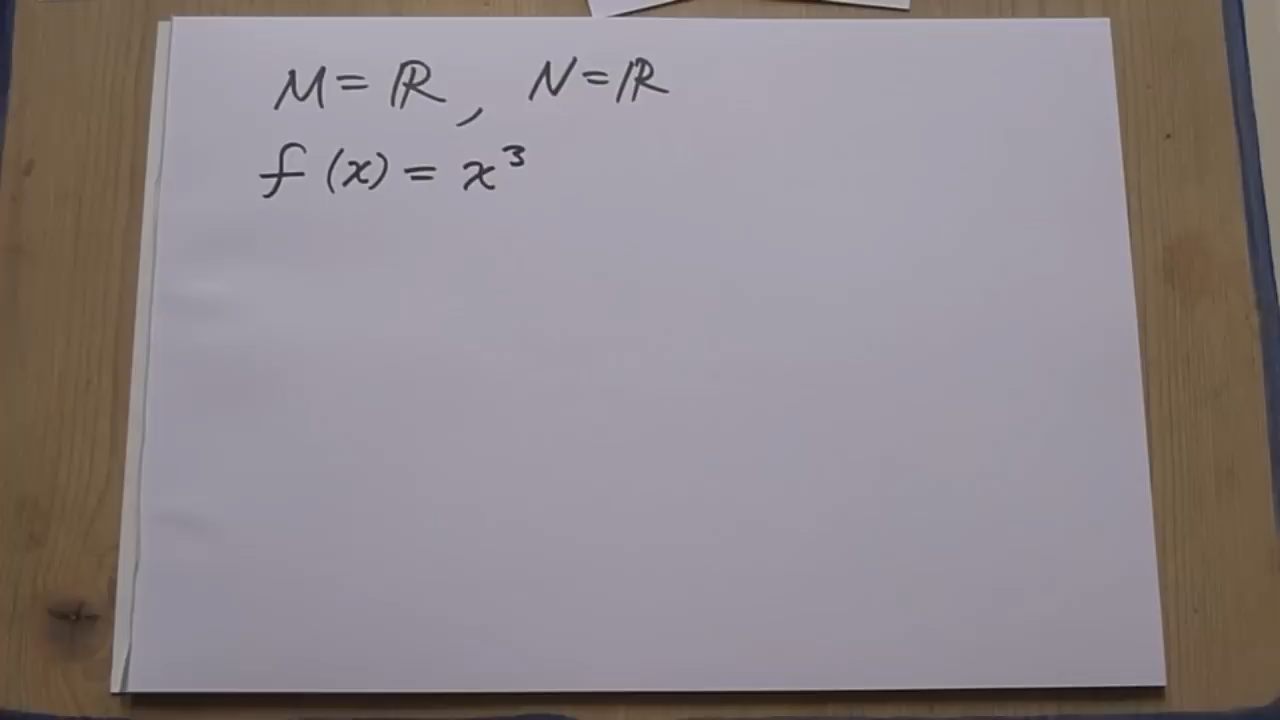 M = ℝ, N = ℝ
f(x) = x³